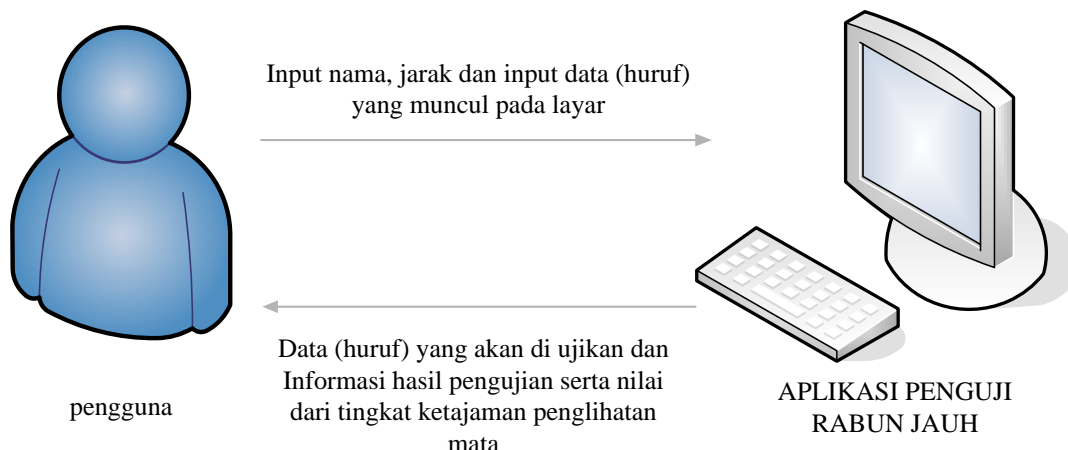 Input nama, jarak dan input data (huruf)
yang muncul pada layar
Data (huruf) yang akan di ujikan dan
Informasi hasil pengujian serta nilai
dari tingkat ketajaman penglihatan
mata
pengguna
APLIKASI PENGUJI
RABUN JAUH